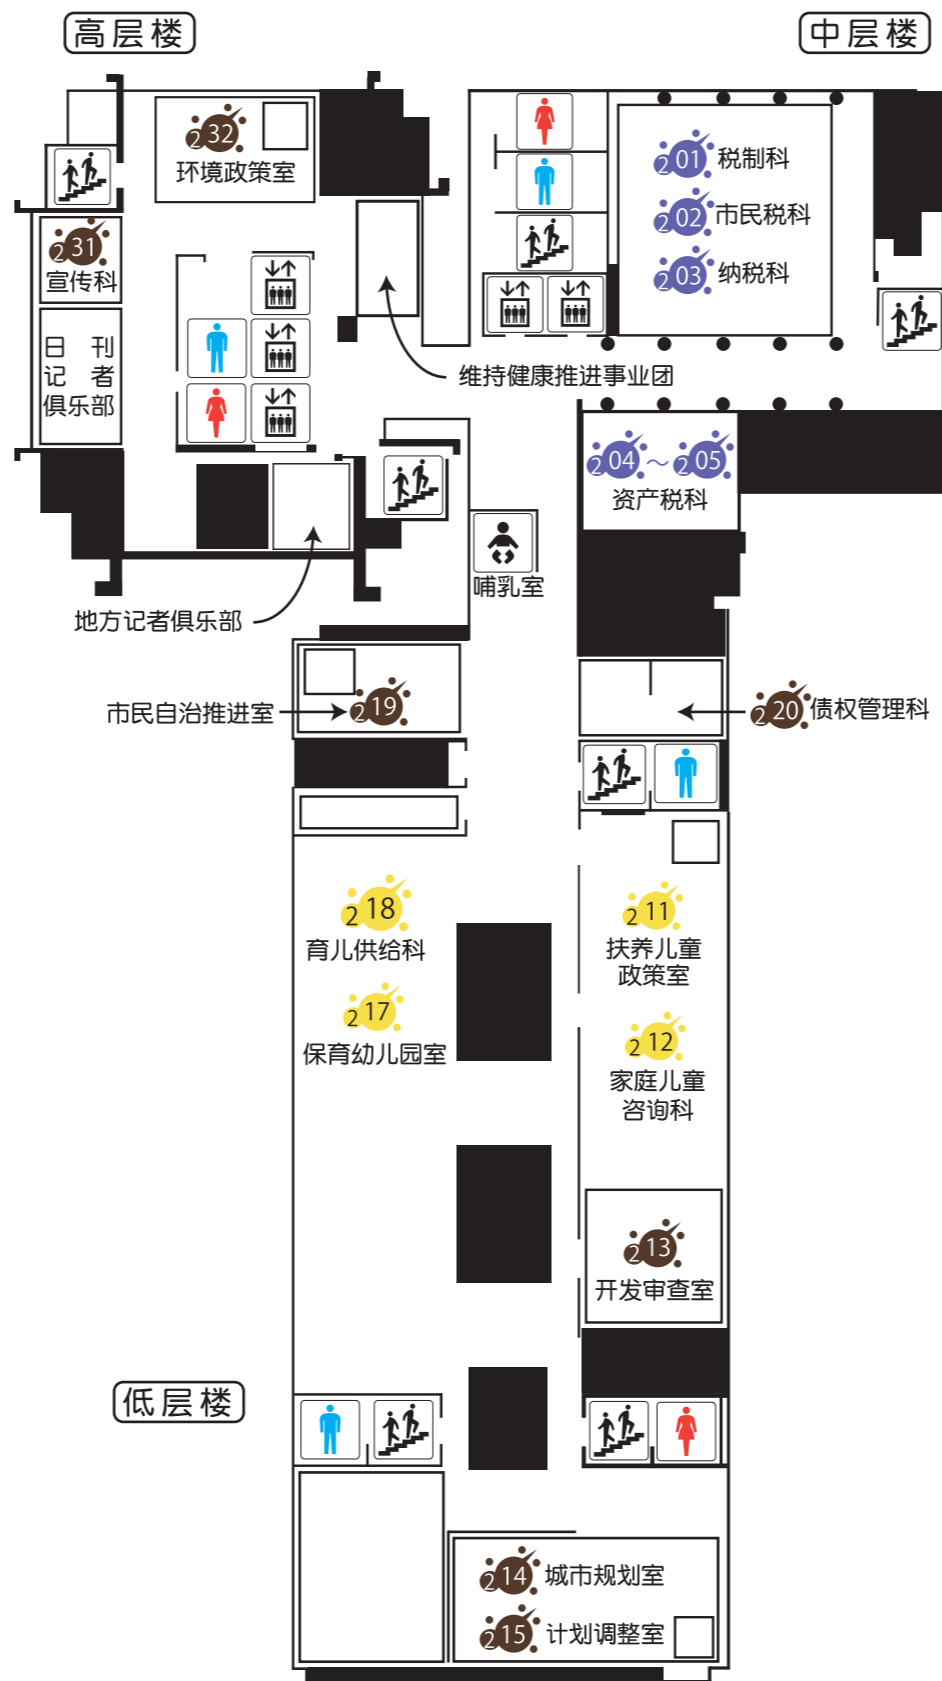 高层楼
中层楼
232
环境政策室
231
宣传科
日刊
记者
俱乐部
201 税制科
202 市民税科
203 纳税科
维持健康推进事业团
204～205
资产税科
哺乳室
地方记者俱乐部
市民自治推进室
219
220 债权管理科
218
育儿供给科
217
保育幼儿园室
211
扶养儿童
政策室
212
家庭儿童
咨询科
213
开发审查室
低层楼
214 城市规划室
215 计划调整室